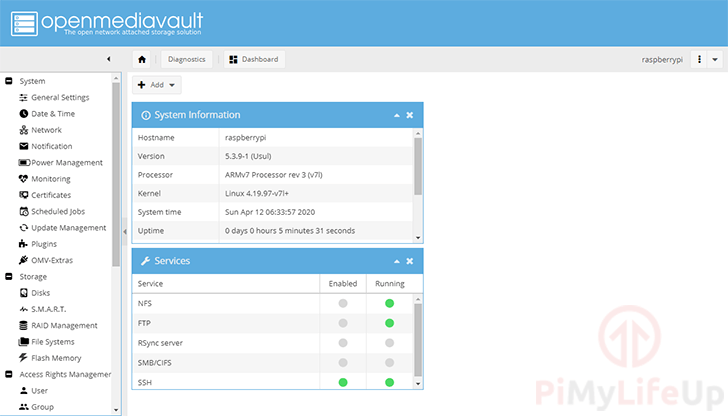 openmediavault
The open network attached storage solution
Diagnostics
Dashboard
raspberrypi
System
General Settings
Date & Time
Network
Notification
Power Management
Monitoring
Certificates
Scheduled Jobs
Update Management
Plugins
OMV-Extras
Storage
Disks
S.M.A.R.T.
RAID Management
File Systems
Flash Memory
Access Rights Managemer
User
Group
Add
System Information
Hostname raspberrypi
Version 5.3.9-1 (Usul)
Processor ARMv7 Processor rev 3 (v7l)
Kernel Linux 4.19.97-v7l+
System time Sun Apr 12 06:33:57 2020
Uptime 0 days 0 hours 5 minutes 31 seconds
Services
Service Enabled Running
NFS
FTP
RSync server
SMB/CIFS
SSH
PiMyLifeUp